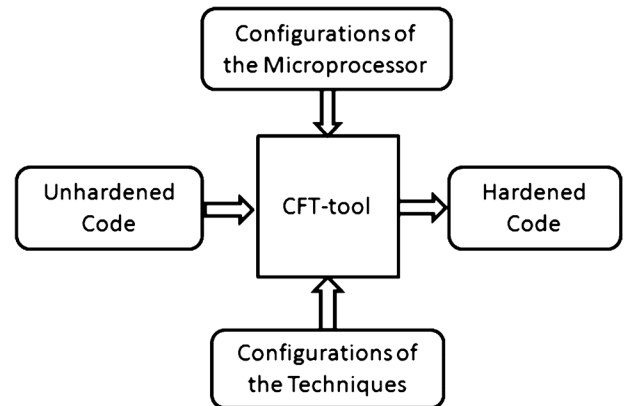 Configurations of
the Microprocessor
Unhardened
Code
CFT-tool
Hardened
Code
Configurations of
the Techniques